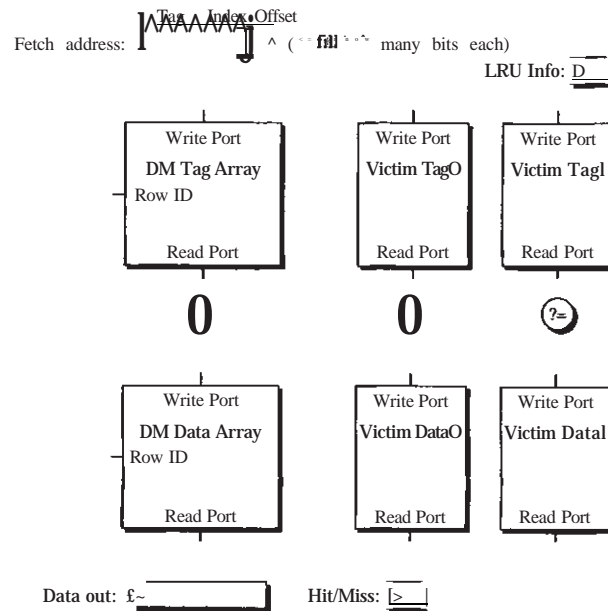 Tag Index Offset
Fetch address: ( fill many bits each)
LRU Info: D
Write Port Write Port Write Port
DM Tag Array Victim TagO Victim Tagl
Row ID
Read Port Read Port Read Port
0 0 ?=
Write Port Write Port Write Port
DM Data Array Victim DataO Victim Datal
Row ID
Read Port Read Port Read Port
Data out: £~ Hit/Miss: [>